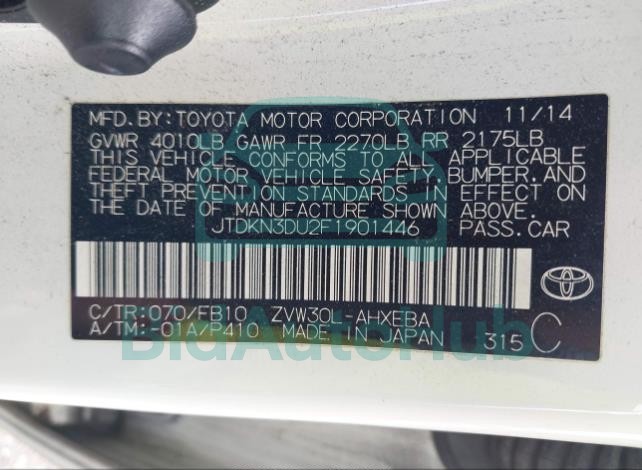 MFD.BY:TOYOTA MOTOR CORPORATION 11/14
GVWR 4010LB GAWR FR 2270LB RR 2175LB
THIS VEHICLE CONFORMS TO ALL APPLICABLE
FEDERAL MOTOR VEHICLE SAFETY,BUMPER,AND
THEFT PREVENTION STANDARDS IN EFFECT ON
THE DATE OF MANUFACTURE SHOWN ABOVE.
JTDKN3DU2F1901446 PASS.CAR
C/TR:070/FB10 ZVW30L-AHXEBA
A/TM:-01A/P410 MADE IN JAPAN 315 C
BidAutoHub